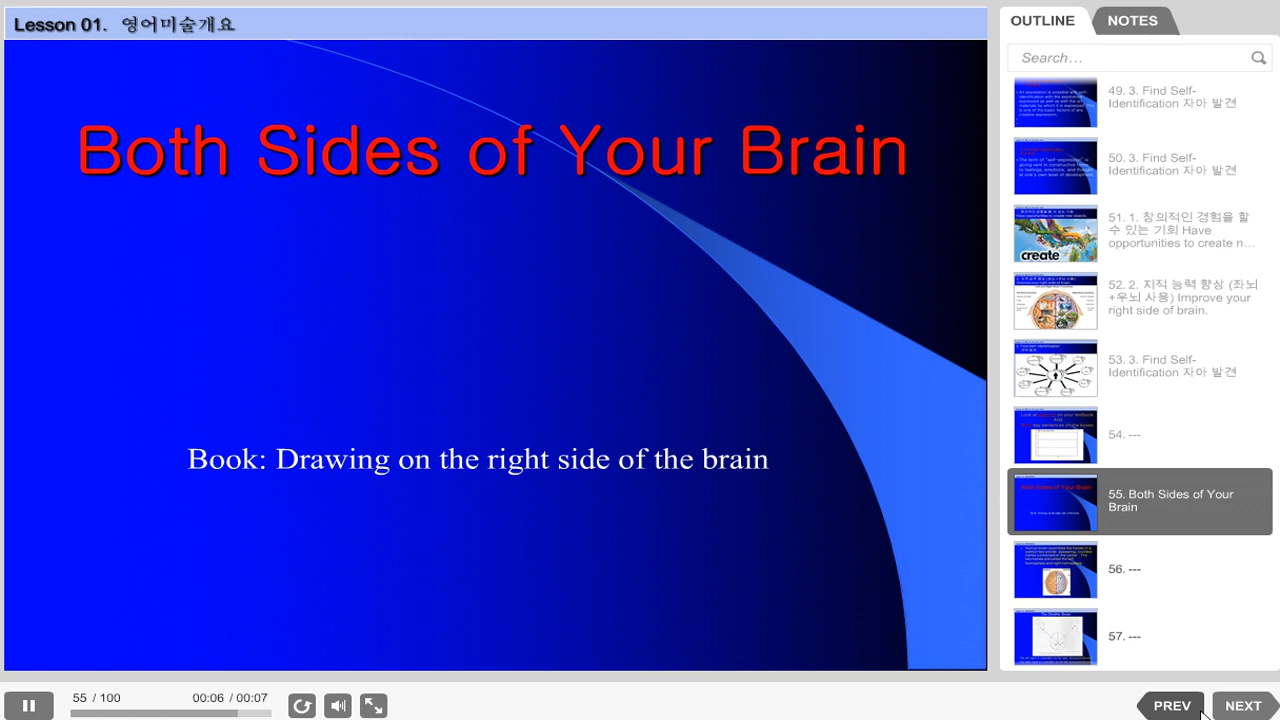 Lesson 01. 영어미술개요
Both Sides of Your Brain
Book: Drawing on the right side of the brain
OUTLINE
NOTES
Search...
49. 3. Find Self-
Identification 자아 발견
50. 3. Find Self-
Identification 자아 발견
51. 1. 창의적인 경험을 할
수 있는 기회 Have
opportunities to create n...
create
52. 2. 지적 능력 향상 (좌뇌
+우뇌 사용) Improve your
right side of brain.
53. 3. Find Self-
Identification 자아 발견
54. ---
55. Both Sides of Your
Brain
56. ---
57. ---
55 / 100
00:06 / 00:07
PREV
NEXT